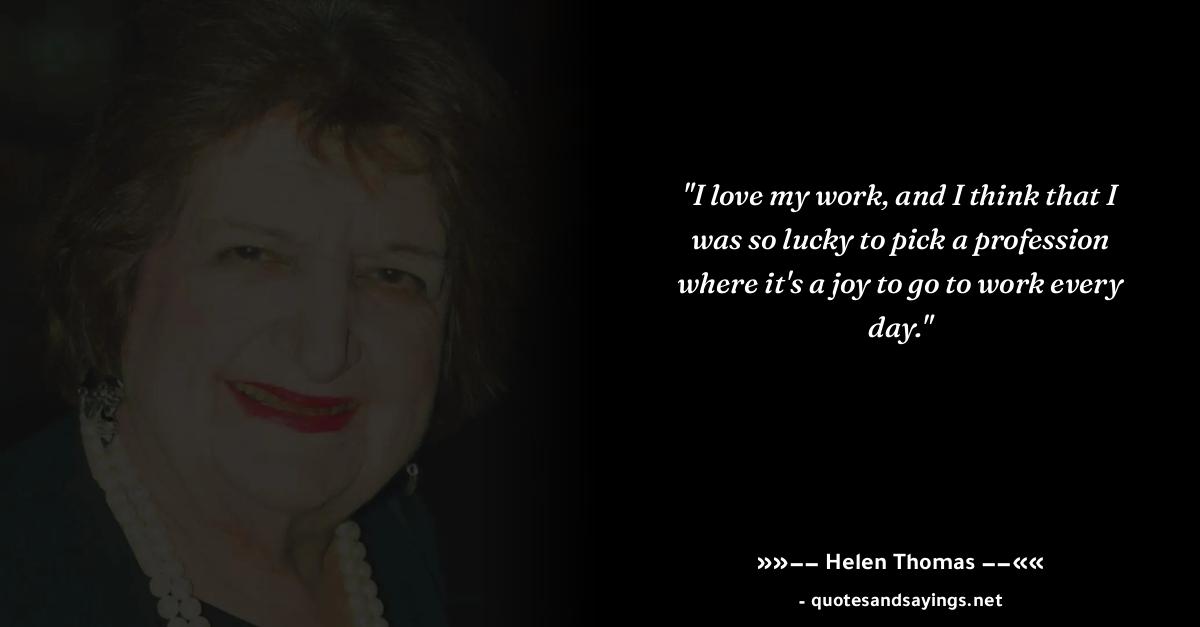 "I love my work, and I think that I
was so lucky to pick a profession
where it's a joy to go to work every
day."
»»−− Helen Thomas −−««
- quotesandsayings.net